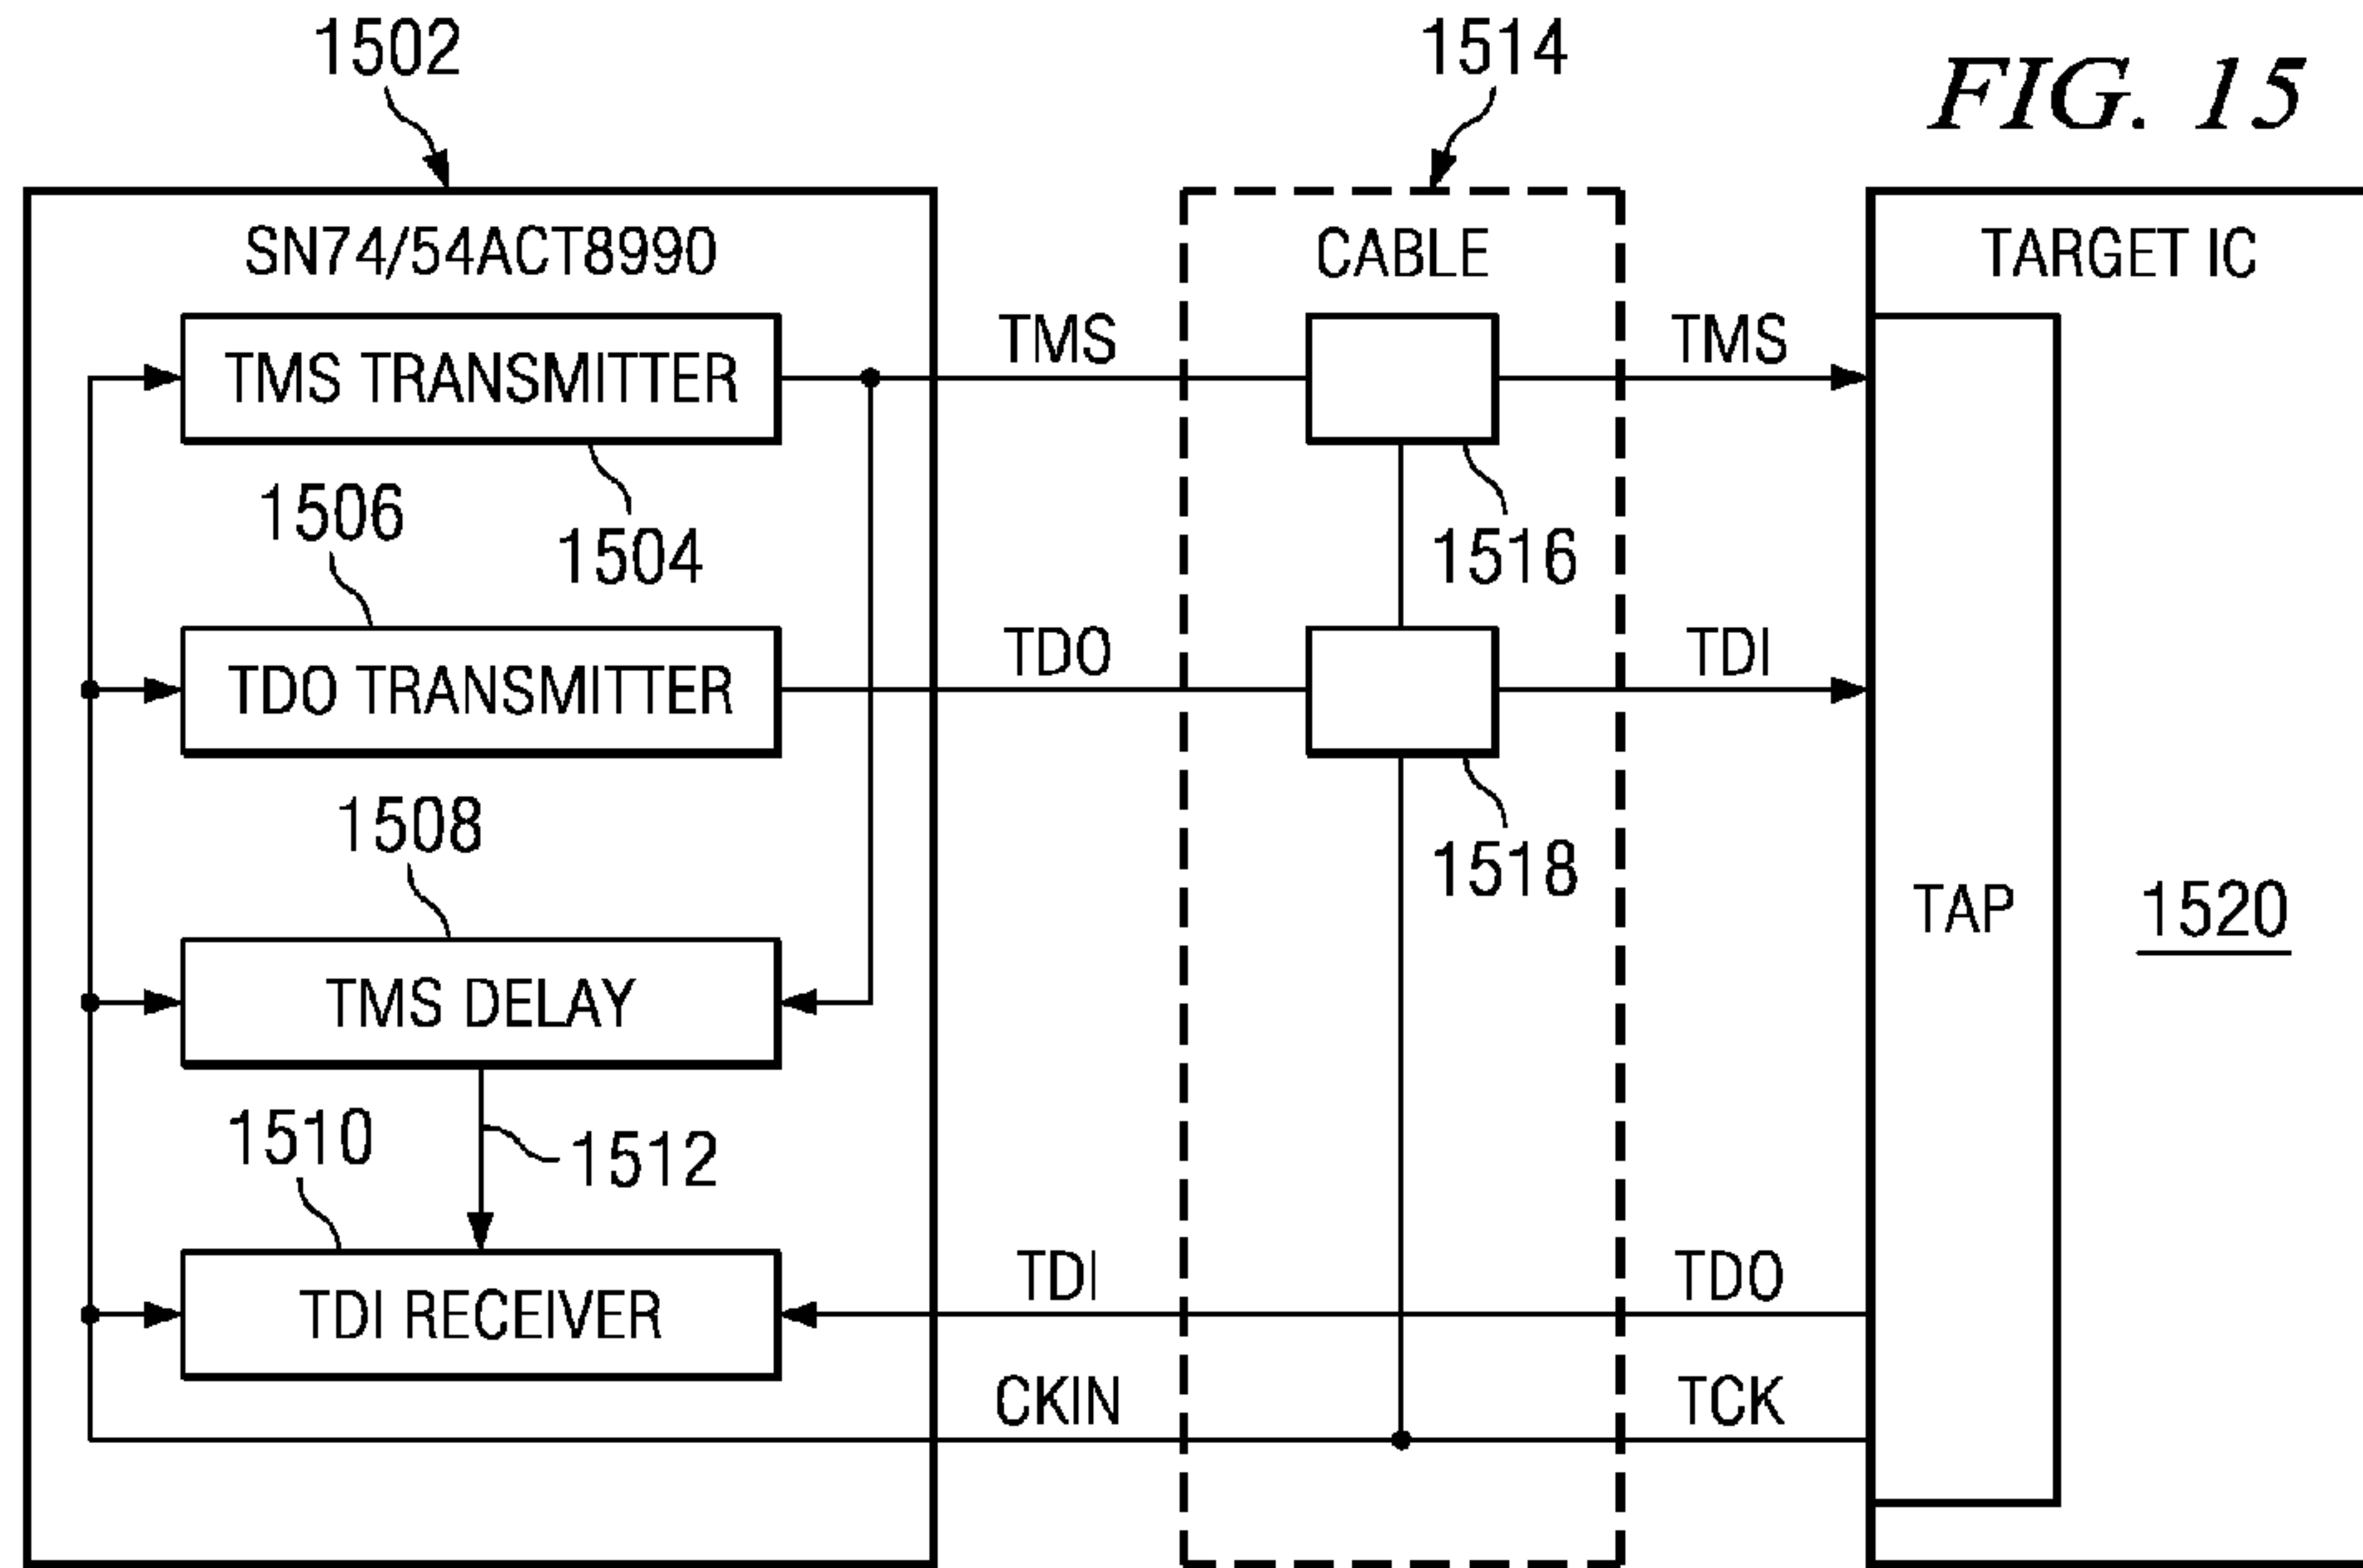 1502
1514
FIG. 15
SN74/54ACT8990
CABLE
TARGET IC
TMS TRANSMITTER
TMS
TMS
1504
1516
1506
TDO TRANSMITTER
TDO
TDI
1518
1508
TMS DELAY
TAP
1520
1512
1510
TDI RECEIVER
TDI
TDO
CKIN
TCK